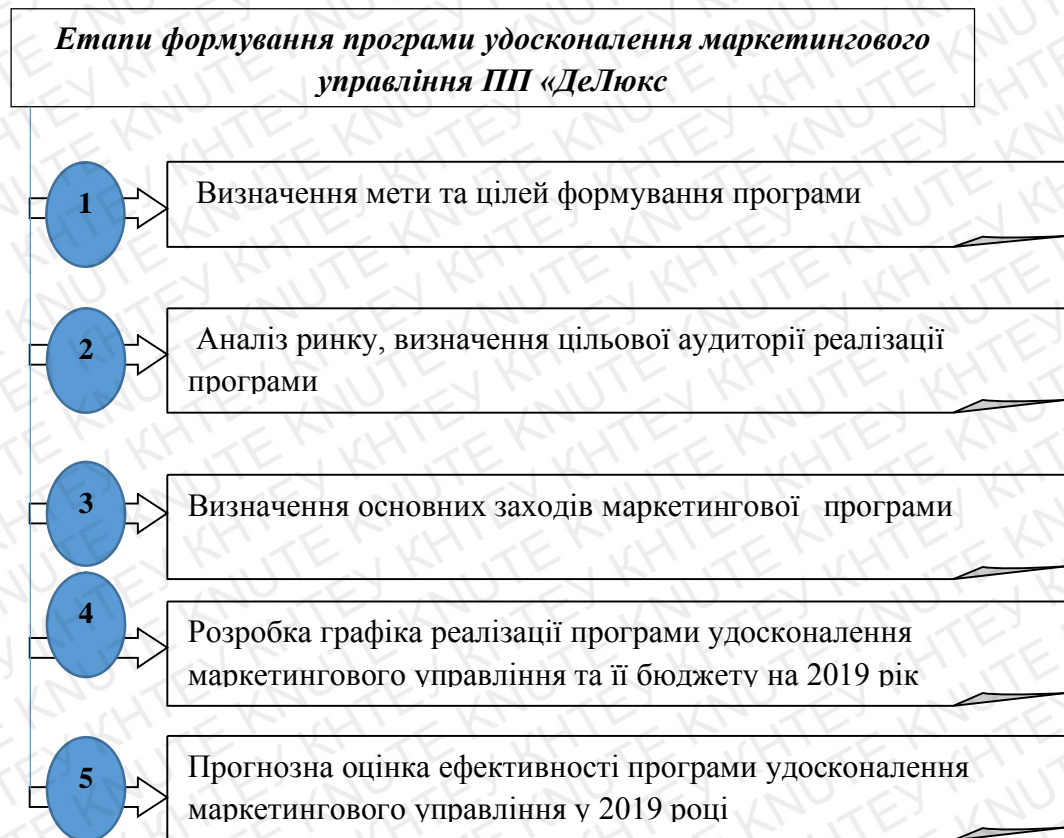 Етапи формування програми удосконалення маркетингового
управління ПП «ДеЛюкс
1
Визначення мети та цілей формування програми
2
Аналіз ринку, визначення цільової аудиторії реалізації
програми
3
Визначення основних заходів маркетингової програми
4
Розробка графіка реалізації програми удосконалення
маркетингового управління та її бюджету на 2019 рік
5
Прогнозна оцінка ефективності програми удосконалення
маркетингового управління у 2019 році